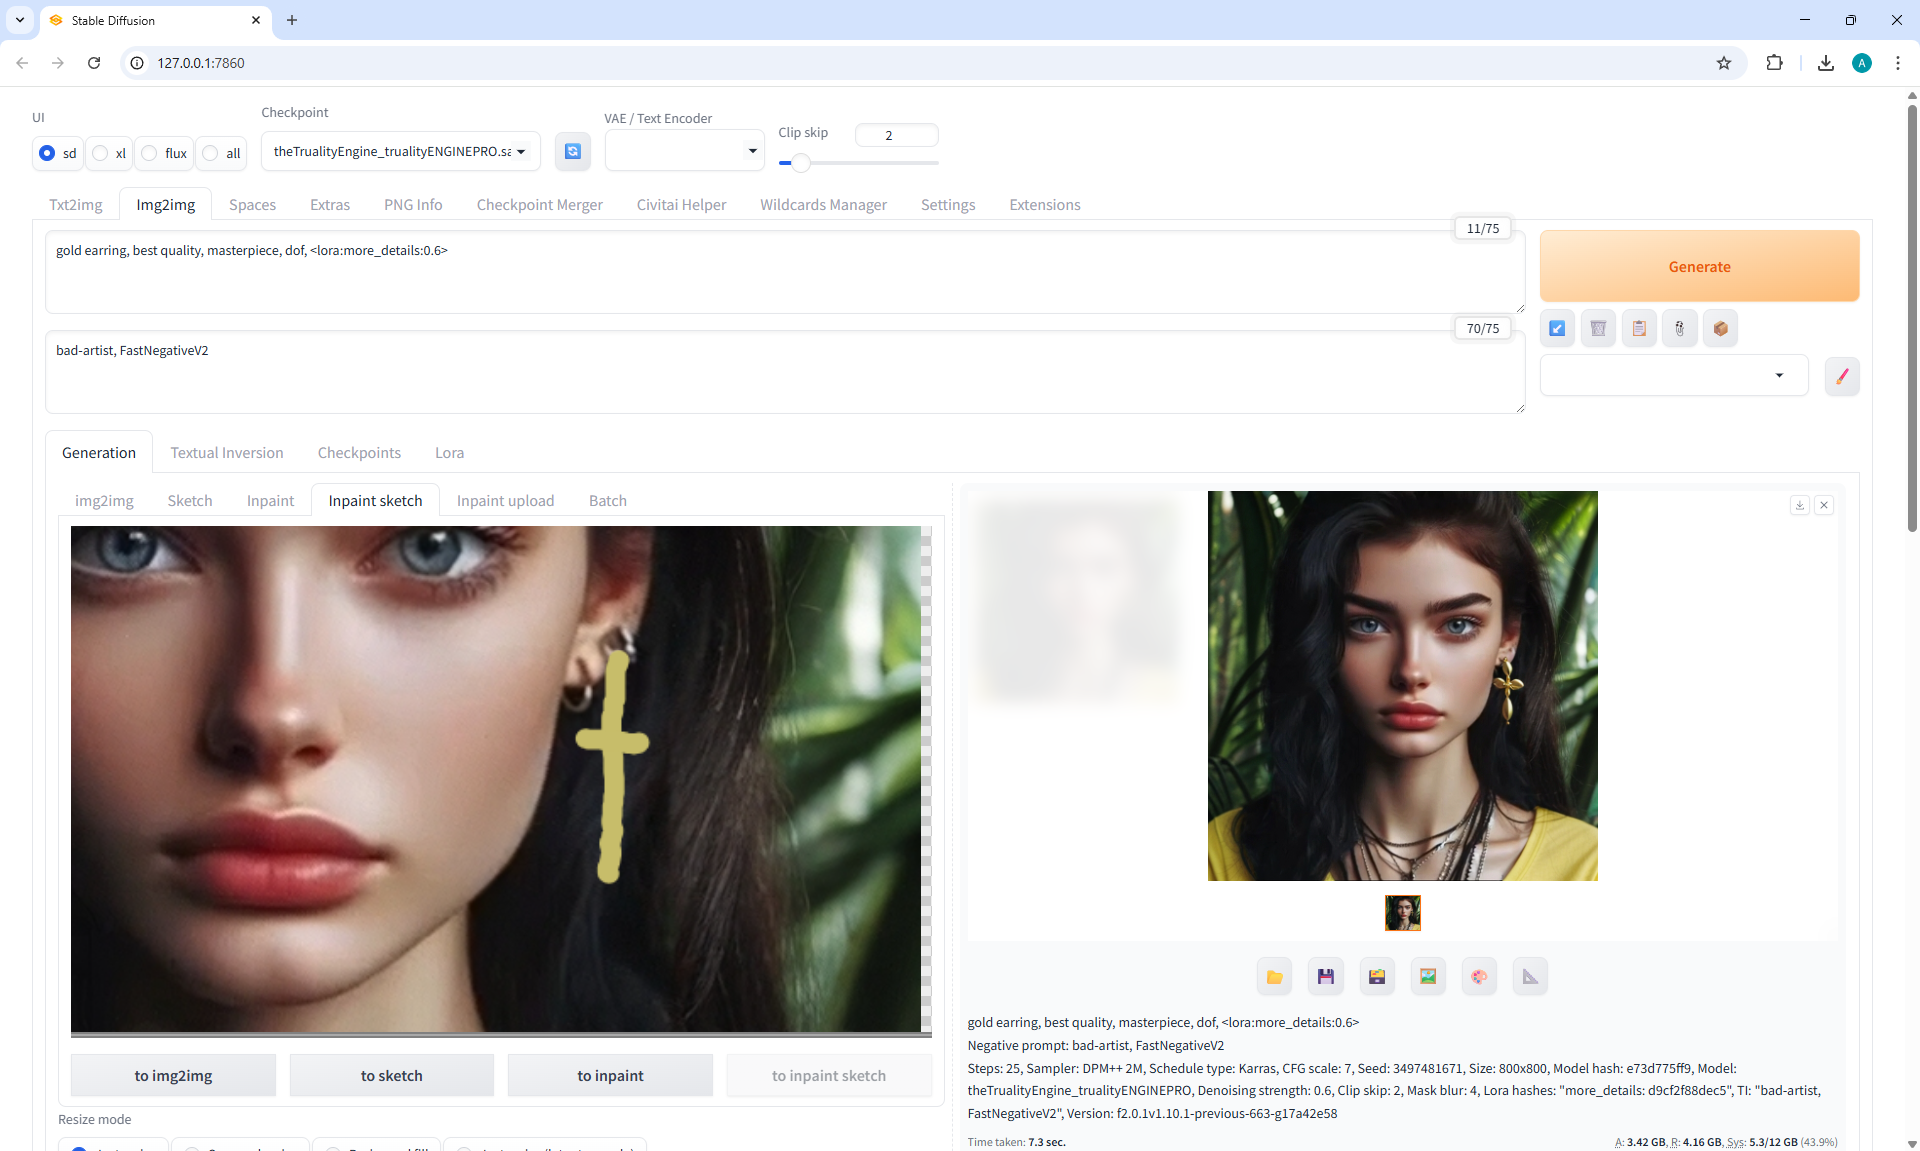 Stable Diffusion
127.0.0.1:7860
A
UI
Checkpoint
VAE / Text Encoder
Clip skip
2
sd
xl
flux
all
theTrualityEngine_trualityENGINEPRO.sa
Txt2img
Img2img
Spaces
Extras
PNG Info
Checkpoint Merger
Civitai Helper
Wildcards Manager
Settings
Extensions
11/75
gold earring, best quality, masterpiece, dof, <lora:more_details:0.6>
Generate
70/75
bad-artist, FastNegativeV2
Generation
Textual Inversion
Checkpoints
Lora
img2img
Sketch
Inpaint
Inpaint sketch
Inpaint upload
Batch
to img2img
to sketch
to inpaint
to inpaint sketch
Resize mode
gold earring, best quality, masterpiece, dof, <lora:more_details:0.6>
Negative prompt: bad-artist, FastNegativeV2
Steps: 25, Sampler: DPM++ 2M, Schedule type: Karras, CFG scale: 7, Seed: 3497481671, Size: 800x800, Model hash: e73d775ff9, Model:
theTrualityEngine_trualityENGINEPRO, Denoising strength: 0.6, Clip skip: 2, Mask blur: 4, Lora hashes: "more_details: d9cf2f88dec5", TI: "bad-artist,
FastNegativeV2", Version: f2.0.1v1.10.1-previous-663-g17a42e58
Time taken: 7.3 sec.
A: 3.42 GB, R: 4.16 GB, Sys: 5.3/12 GB (43.9%)